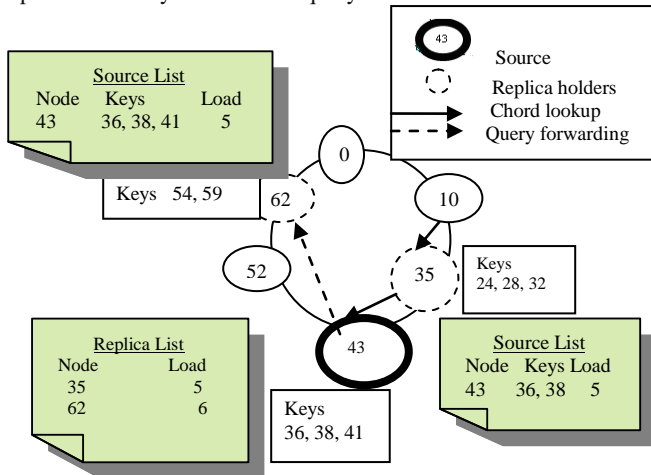 43
Source
Replica holders
Chord lookup
Query forwarding
Source List
Node Keys Load
43 36, 38, 41 5
Keys 54, 59
0
62
10
52
35
Keys
24, 28, 32
43
Replica List
Node Load
35 5
62 6
Keys
36, 38, 41
Source List
Node Keys Load
43 36, 38 5